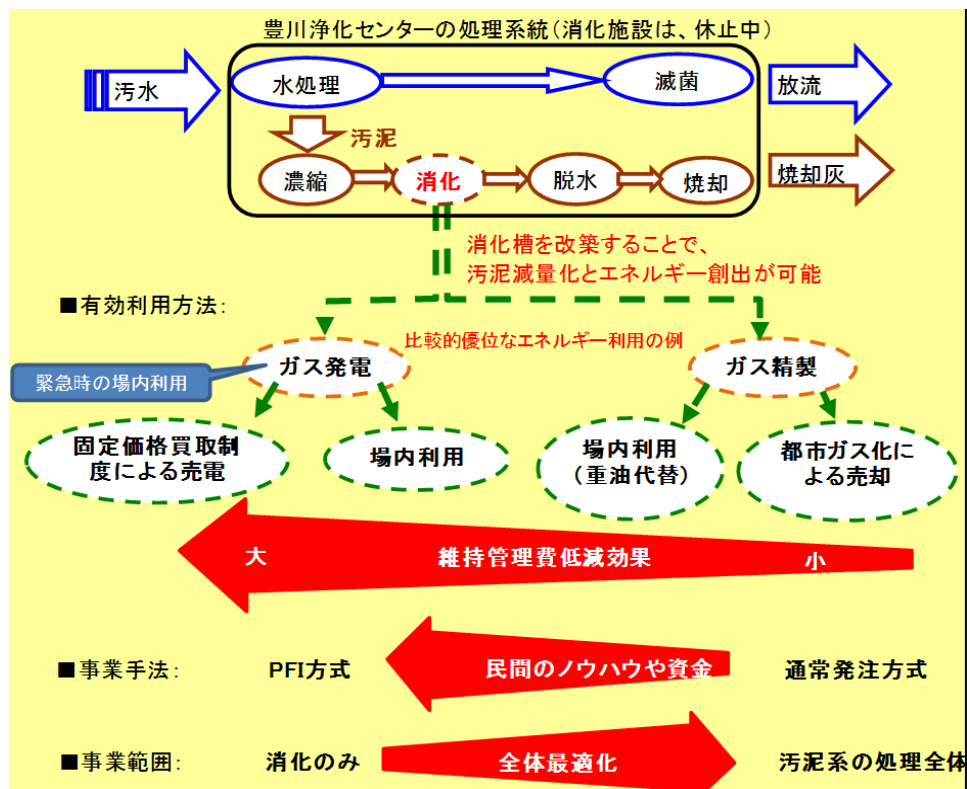 豊川浄化センターの処理系統(消化施設は、休止中)
汚水
水処理
滅菌
放流
汚泥
濃縮
消化
脱水
焼却
焼却灰
消化槽を改築することで、
汚泥減量化とエネルギー創出が可能
■有効利用方法:
比較的優位なエネルギー利用の例
ガス発電
ガス精製
緊急時の場内利用
固定価格買取制
度による売電
場内利用
場内利用
(重油代替)
都市ガス化に
よる売却
大
維持管理費低減効果
小
■事業手法:
PFI方式
民間のノウハウや資金
通常発注方式
■事業範囲:
消化のみ
全体最適化
汚泥系の処理全体